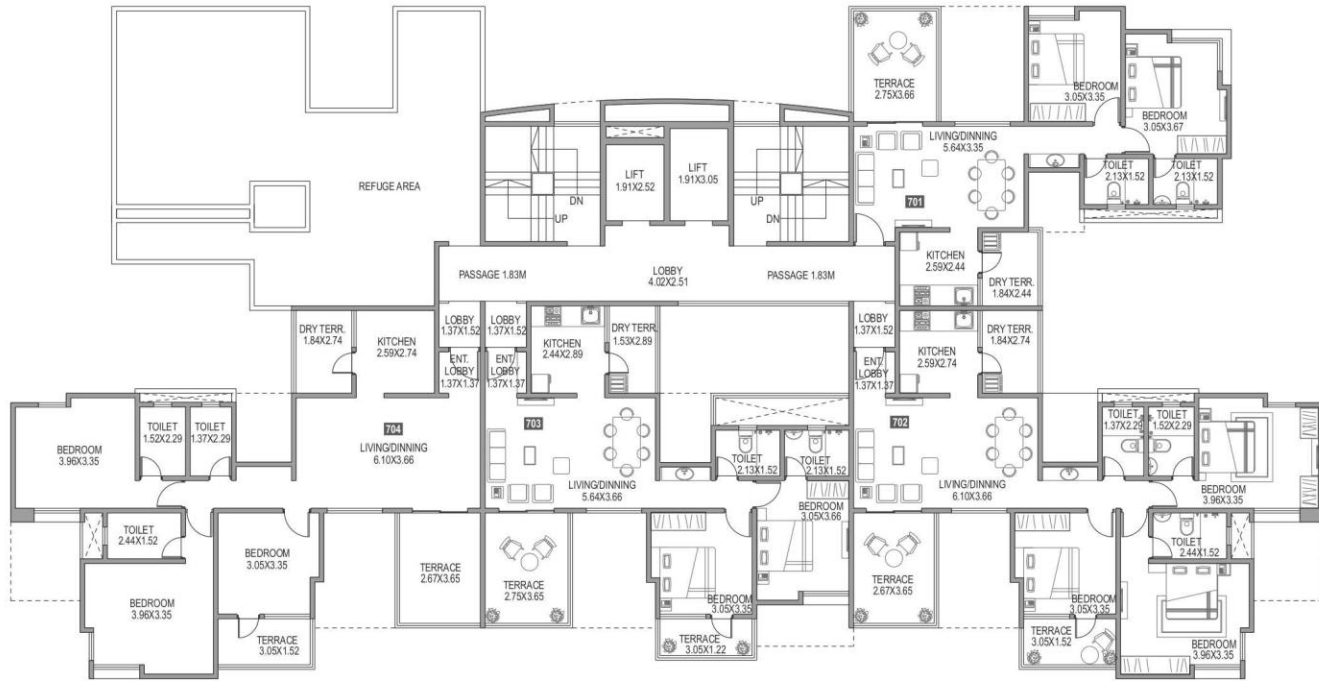 REFUGE AREA
DN
UP
LIFT
1.91X2.52
LIFT
1.91X3.05
UP
DN
PASSAGE 1.83M
LOBBY
4.02X2.51
PASSAGE 1.83M
TERRACE
2.75X3.66
BEDROOM
3.05X3.35
BEDROOM
3.05X3.67
LIVING/DINNING
5.64X3.35
TOILET
2.13X1.52
TOILET
2.13X1.52
701
KITCHEN
2.59X2.44
DRY TERR.
1.84X2.44
DRY TERR.
1.84X2.74
KITCHEN
2.59X2.74
LOBBY
1.37X1.52
LOBBY
1.37X1.52
ENT.
LOBBY
1.37X1.37
ENT.
LOBBY
1.37X1.37
KITCHEN
2.44X2.89
DRY TERR.
1.53X2.89
LOBBY
1.37X1.52
ENT.
LOBBY
1.37X1.37
KITCHEN
2.59X2.74
DRY TERR.
1.84X2.74
BEDROOM
3.96X3.35
TOILET
1.52X2.29
TOILET
1.37X2.29
704
LIVING/DINNING
6.10X3.66
703
LIVING/DINNING
5.64X3.66
TOILET
2.13X1.52
TOILET
2.13X1.52
702
LIVING/DINNING
6.10X3.66
TOILET
1.37X2.29
TOILET
1.52X2.29
BEDROOM
3.96X3.35
TOILET
2.44X1.52
BEDROOM
3.05X3.35
TERRACE
2.67X3.65
TERRACE
2.75X3.65
BEDROOM
3.05X3.66
BEDROOM
3.05X3.35
TERRACE
2.67X3.65
TOILET
2.44X1.52
BEDROOM
3.05X3.35
BEDROOM
3.96X3.35
TERRACE
3.05X1.52
TERRACE
3.05X1.22
TERRACE
3.05X1.52
BEDROOM
3.96X3.35